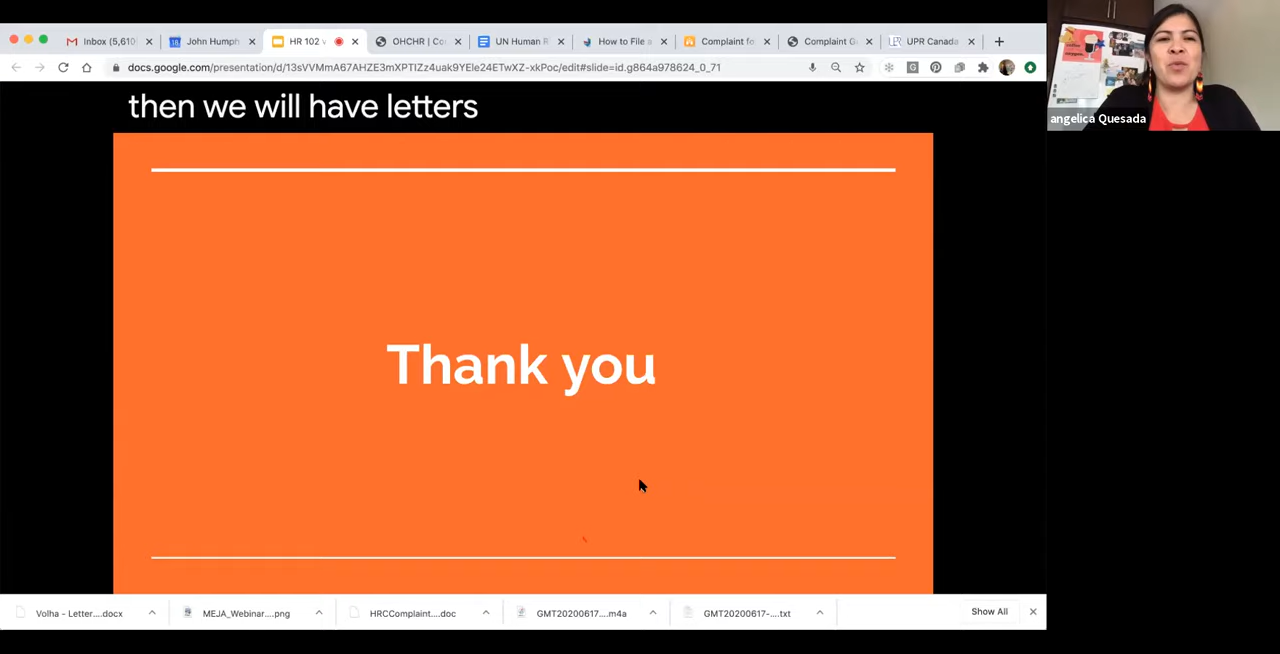 Inbox (5,610
John Humph
HR 102 v
OHCHR | Co
UN Human R
How to File a
Complaint fo
Complaint G
UPR Canada
docs.google.com/presentation/d/13sVVMmA67AHZE3mXPTIZz4uak9YEle24ETwXZ-xkPoc/edit#slide=id.g864a978624_0_71
angelica Quesada
then we will have letters
Thank you
Volha - Letter....docx
MEJA_Webinar....png
HRCComplaint....doc
GMT20200617....m4a
GMT20200617-....txt
Show All